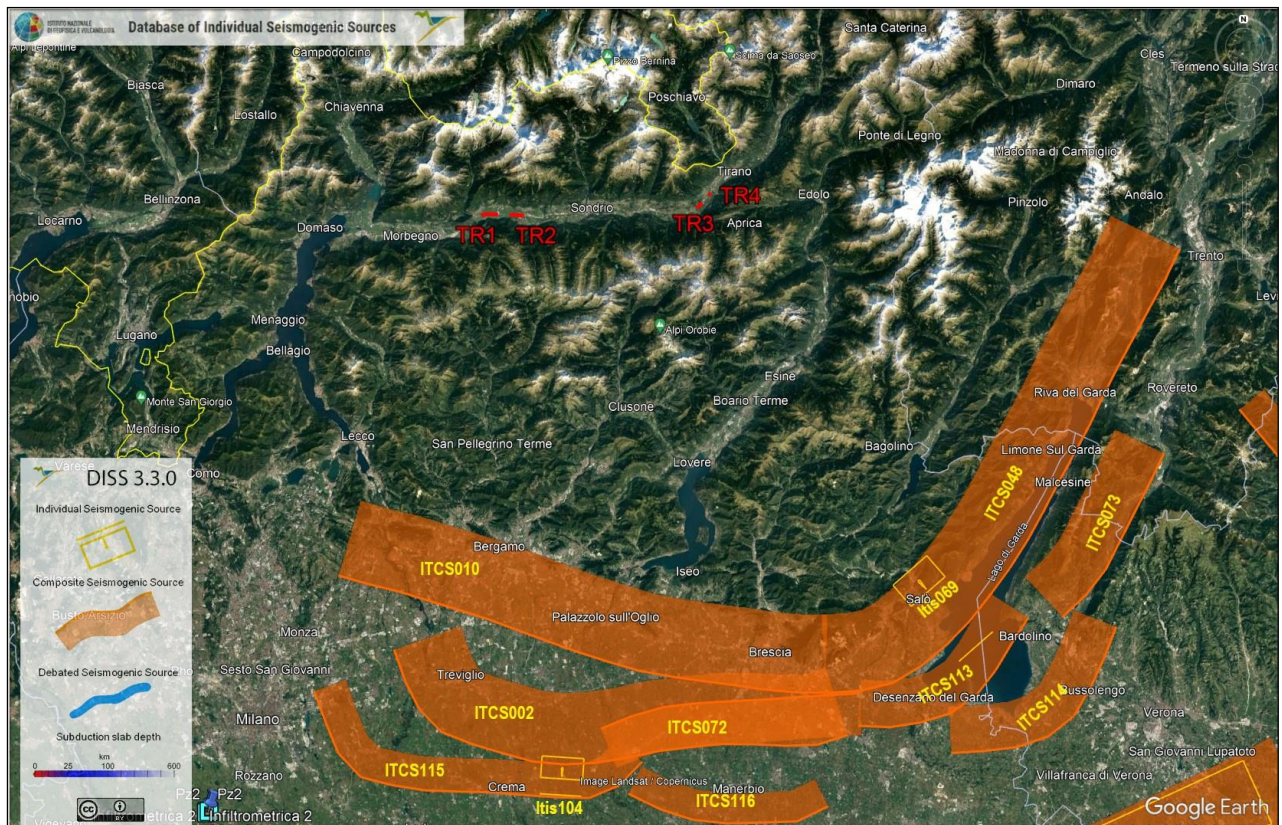 ISTITUTO NAZIONALE
DI GEOFISICA E VULCANOLOGIA
Database of Individual Seismogenic Sources
N
Santa Caterina
Alpi Lepontine
Campodolcino
Pizzo Bernina
Cima da Saoseo
Cles
Termeno sulla Strad
Biasca
Dimaro
Lostallo
Chiavenna
Poschiavo
Ponte di Legno
Madonna di Campiglio
Tirano
Bellinzona
Edolo
Andalo
TR4
Pinzolo
Sondrio
Locarno
Domaso
Morbegno
TR1
TR2
TR3
Aprica
Trento
nobio
Levi
Menaggio
Lugano
Alpi Orobie
Bellagio
Esine
Rovereto
Riva del Garda
Monte San Giorgio
Boario Terme
Clusone
Mendrisio
Lecco
San Pellegrino Terme
Bagolino
Limone Sul Garda
Lovere
Varese
Como
Malcesine
DISS 3.3.0
ITCS048
Individual Seismogenic Source
ITCS073
Bergamo
Lago di Garda
ITCS010
Iseo
Composite Seismogenic Source
Salò
Itis069
Busto Arsizio
Palazzolo sull'Oglio
Monza
Bardolino
Brescia
Sesto San Giovanni
Debated Seismogenic Source
Treviglio
ITCS113
Desenzano del Garda
Bussolengo
ITCS114
ITCS002
Milano
Verona
ITCS072
Subduction slab depth
km
0 25 100 600
San Giovanni Lupatoto
ITCS115
Rozzano
Image Landsat / Copernicus
Villafranca di Verona
Crema
Manerbio
ITCS116
Pz2
Pz2
Itis104
Google Earth
cc
BY
Infiltrometrica 2